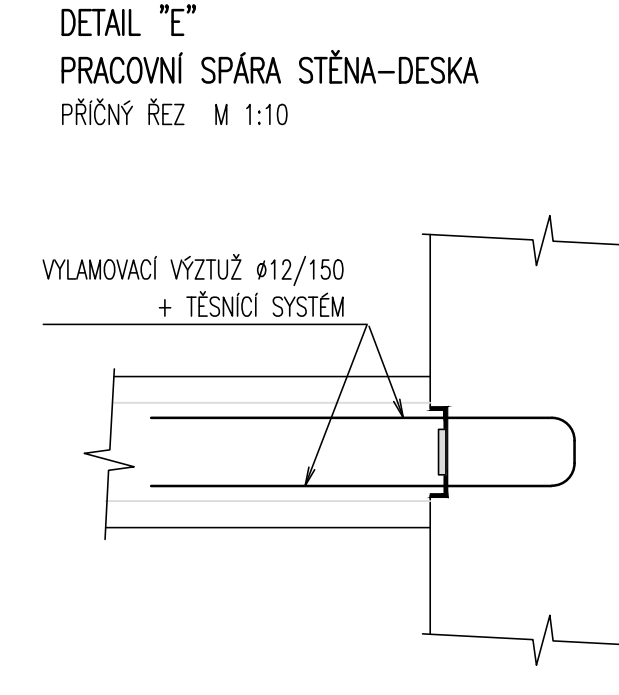 DETAIL "E"
PRACOVNÍ SPÁRA STĚNA-DESKA
PŘÍČNÝ ŘEZ M 1:10
VYLAMOVACÍ VÝZTUŽ ø12/150
+ TĚSNÍCÍ SYSTÉM